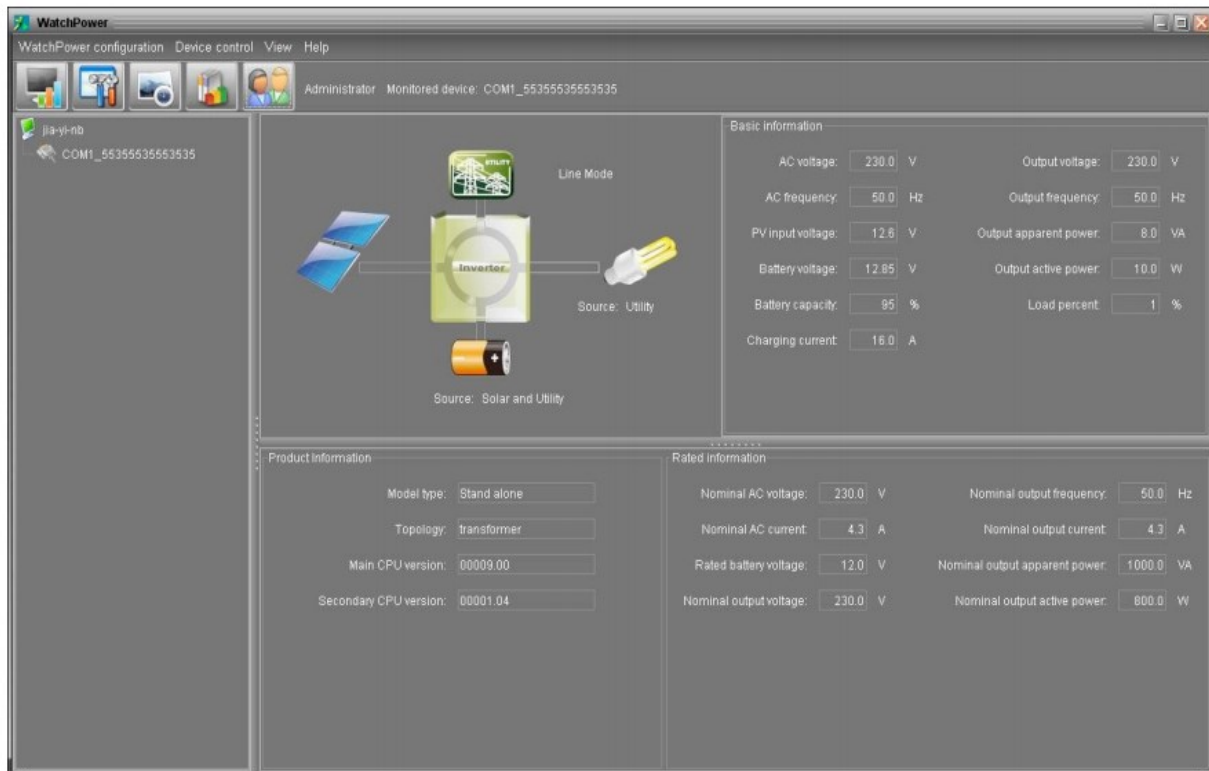 WatchPower
WatchPower configuration Device control View Help
Administrator Monitored device: COM1_55355535553535
jia-yi-nb
COM1_55355535553535
UTILITY
Line Mode
Inverter
Source: Utility
Source: Solar and Utility
Basic information
AC voltage: 230.0 V Output voltage: 230.0 V
AC frequency: 50.0 Hz Output frequency: 50.0 Hz
PV input voltage: 12.6 V Output apparent power: 8.0 VA
Battery voltage: 12.85 V Output active power: 10.0 W
Battery capacity: 95 % Load percent: 1 %
Charging current: 16.0 A
Product Information
Model type: Stand alone
Topology: transformer
Main CPU version: 00009.00
Secondary CPU version: 00001.04
Rated information
Nominal AC voltage: 230.0 V Nominal output frequency: 50.0 Hz
Nominal AC current: 4.3 A Nominal output current: 4.3 A
Rated battery voltage: 12.0 V Nominal output apparent power: 1000.0 VA
Nominal output voltage: 230.0 V Nominal output active power: 800.0 W